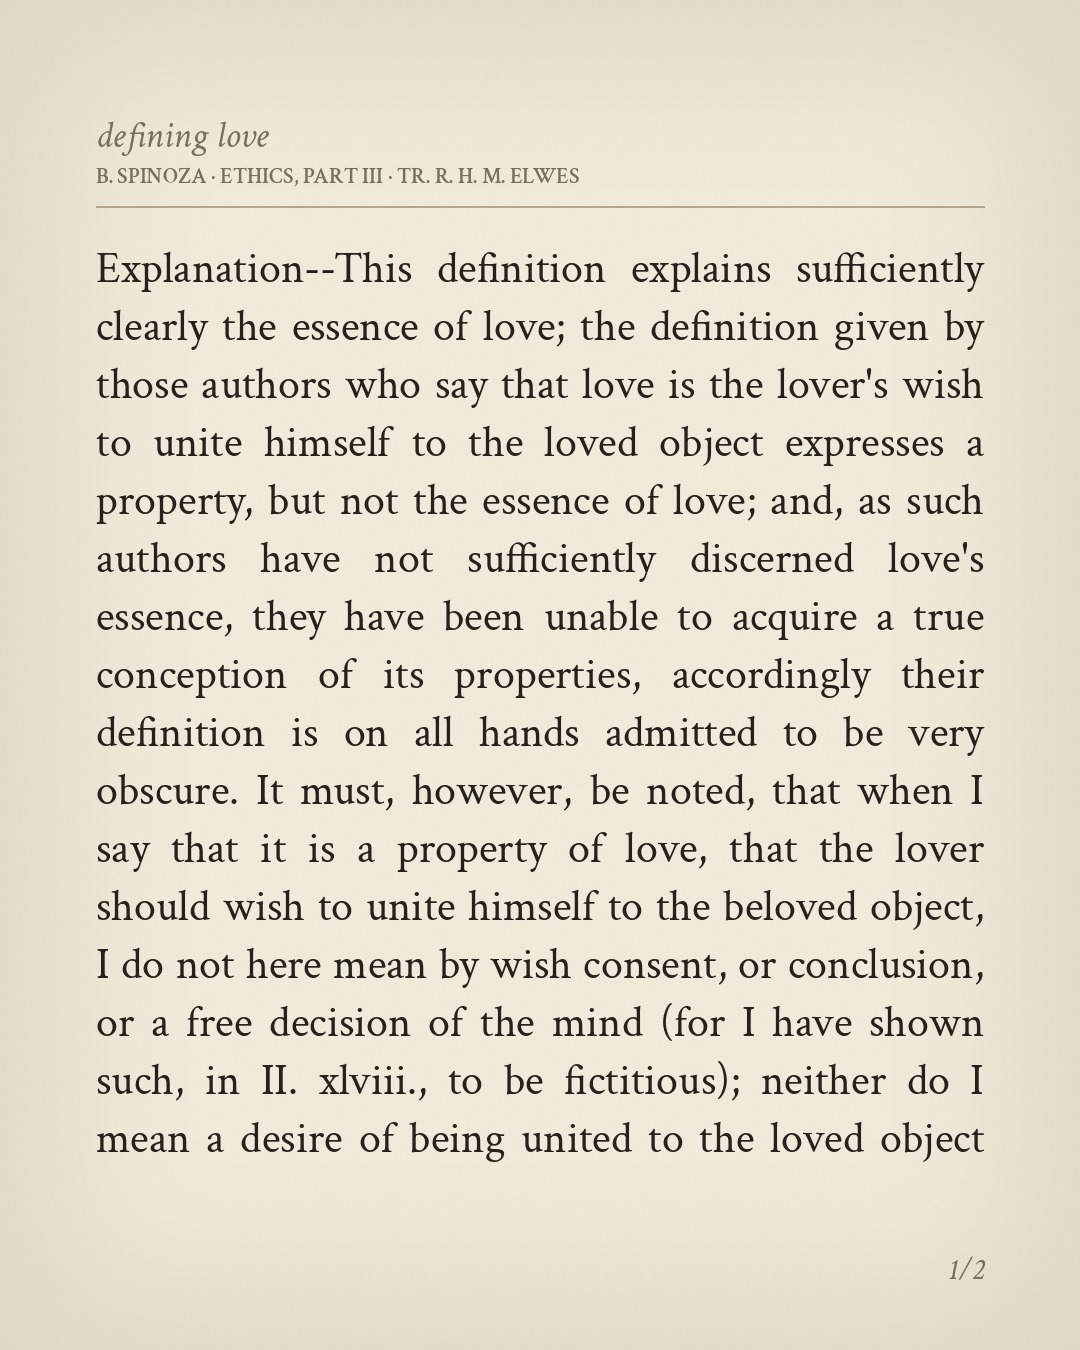 defining love
B. SPINOZA · ETHICS, PART III · TR. R. H. M. ELWES
Explanation--This definition explains sufficiently
clearly the essence of love; the definition given by
those authors who say that love is the lover's wish
to unite himself to the loved object expresses a
property, but not the essence of love; and, as such
authors have not sufficiently discerned love's
essence, they have been unable to acquire a true
conception of its properties, accordingly their
definition is on all hands admitted to be very
obscure. It must, however, be noted, that when I
say that it is a property of love, that the lover
should wish to unite himself to the beloved object,
I do not here mean by wish consent, or conclusion,
or a free decision of the mind (for I have shown
such, in II. xlviii., to be fictitious); neither do I
mean a desire of being united to the loved object
1/2